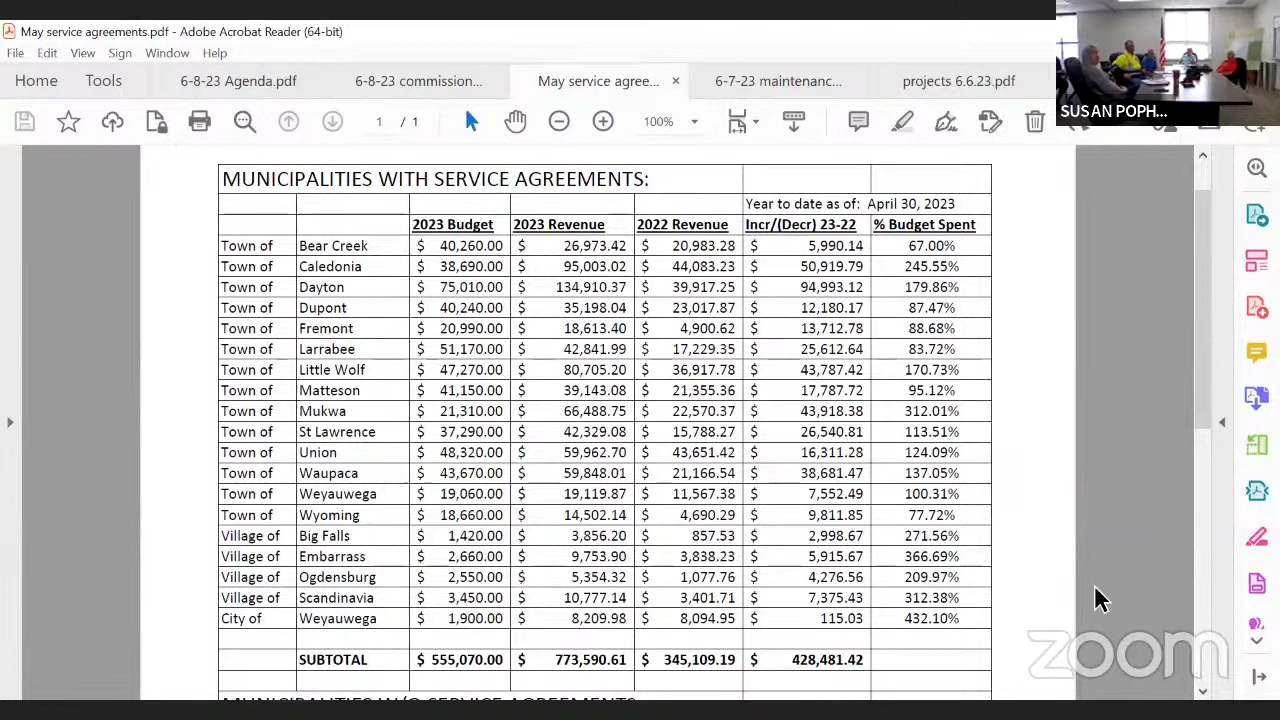 May service agreements.pdf - Adobe Acrobat Reader (64-bit)
File Edit View Sign Window Help
Home Tools 6-8-23 Agenda.pdf 6-8-23 commission... May service agree... × 6-7-23 maintenanc... projects 6.6.23.pdf
SUSAN POPH...
1 / 1 100%
MUNICIPALITIES WITH SERVICE AGREEMENTS:
Year to date as of: April 30, 2023
2023 Budget 2023 Revenue 2022 Revenue Incr/(Decr) 23-22 % Budget Spent
Town of Bear Creek $ 40,260.00 $ 26,973.42 $ 20,983.28 $ 5,990.14 67.00%
Town of Caledonia $ 38,690.00 $ 95,003.02 $ 44,083.23 $ 50,919.79 245.55%
Town of Dayton $ 75,010.00 $ 134,910.37 $ 39,917.25 $ 94,993.12 179.86%
Town of Dupont $ 40,240.00 $ 35,198.04 $ 23,017.87 $ 12,180.17 87.47%
Town of Fremont $ 20,990.00 $ 18,613.40 $ 4,900.62 $ 13,712.78 88.68%
Town of Larrabee $ 51,170.00 $ 42,841.99 $ 17,229.35 $ 25,612.64 83.72%
Town of Little Wolf $ 47,270.00 $ 80,705.20 $ 36,917.78 $ 43,787.42 170.73%
Town of Matteson $ 41,150.00 $ 39,143.08 $ 21,355.36 $ 17,787.72 95.12%
Town of Mukwa $ 21,310.00 $ 66,488.75 $ 22,570.37 $ 43,918.38 312.01%
Town of St Lawrence $ 37,290.00 $ 42,329.08 $ 15,788.27 $ 26,540.81 113.51%
Town of Union $ 48,320.00 $ 59,962.70 $ 43,651.42 $ 16,311.28 124.09%
Town of Waupaca $ 43,670.00 $ 59,848.01 $ 21,166.54 $ 38,681.47 137.05%
Town of Weyauwega $ 19,060.00 $ 19,119.87 $ 11,567.38 $ 7,552.49 100.31%
Town of Wyoming $ 18,660.00 $ 14,502.14 $ 4,690.29 $ 9,811.85 77.72%
Village of Big Falls $ 1,420.00 $ 3,856.20 $ 857.53 $ 2,998.67 271.56%
Village of Embarrass $ 2,660.00 $ 9,753.90 $ 3,838.23 $ 5,915.67 366.69%
Village of Ogdensburg $ 2,550.00 $ 5,354.32 $ 1,077.76 $ 4,276.56 209.97%
Village of Scandinavia $ 3,450.00 $ 10,777.14 $ 3,401.71 $ 7,375.43 312.38%
City of Weyauwega $ 1,900.00 $ 8,209.98 $ 8,094.95 $ 115.03 432.10%
SUBTOTAL $ 555,070.00 $ 773,590.61 $ 345,109.19 $ 428,481.42
MUNICIPALITIES W/O SERVICE AGREEMENTS:
zoom